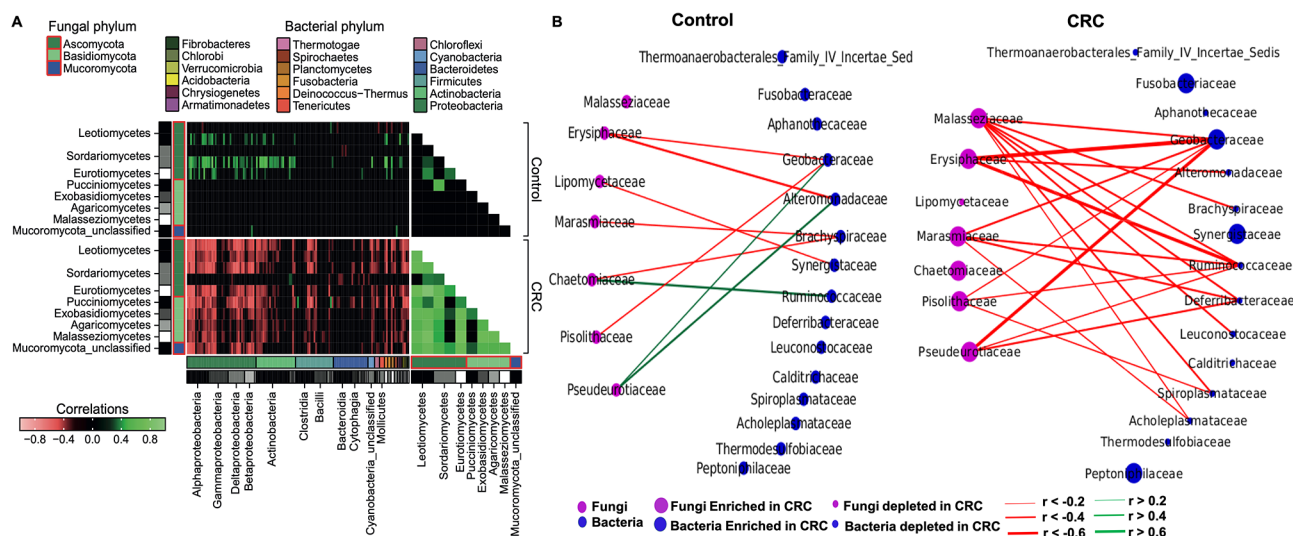 A
Fungal phylum
Ascomycota
Basidiomycota
Mucoromycota
Bacterial phylum
Fibrobacteres
Chlorobi
Verrucomicrobia
Acidobacteria
Chrysiogenetes
Armatimonadetes
Thermotogae
Spirochaetes
Planctomycetes
Fusobacteria
Deinococcus-Thermus
Tenericutes
Chloroflexi
Cyanobacteria
Bacteroidetes
Firmicutes
Actinobacteria
Proteobacteria
Leotiomycetes
Sordariomycetes
Eurotiomycetes
Pucciniomycetes
Exobasidiomycetes
Agaricomycetes
Malasseziomycetes
Mucoromycota_unclassified
Control
Leotiomycetes
Sordariomycetes
Eurotiomycetes
Pucciniomycetes
Exobasidiomycetes
Agaricomycetes
Malasseziomycetes
Mucoromycota_unclassified
CRC
Correlations
−0.8 −0.4 0.0 0.4 0.8
Alphaproteobacteria
Gammaproteobacteria
Deltaproteobacteria
Betaproteobacteria
Actinobacteria
Clostridia
Bacilli
Bacteroidia
Cytophagia
Cyanobacteria_unclassified
Mollicutes
Leotiomycetes
Sordariomycetes
Eurotiomycetes
Pucciniomycetes
Exobasidiomycetes
Agaricomycetes
Malasseziomycetes
Mucoromycota_unclassified
B
Control
Thermoanaerobacterales_Family_IV_Incertae_Sed
Malasseziaceae
Erysiphaceae
Lipomycetaceae
Marasmiaceae
Chaetomiaceae
Pisolithaceae
Pseudeurotiaceae
Fusobacteraceae
Aphanothecaceae
Geobacteraceae
Alteromonadaceae
Brachyspiraceae
Synergistaceae
Ruminococcaceae
Deferribacteraceae
Leuconostocaceae
Calditrichaceae
Spiroplasmataceae
Acholeplasmataceae
Thermodesulfobiaceae
Peptoniphilaceae
CRC
Thermoanaerobacterales_Family_IV_Incertae_Sedis
Malasseziaceae
Erysiphaceae
Lipomycetaceae
Marasmiaceae
Chaetomiaceae
Pisolithaceae
Pseudeurotiaceae
Fusobacteriaceae
Aphanothecaceae
Geobacteraceae
Alteromonadaceae
Brachyspiraceae
Synergistaceae
Ruminococcaceae
Deferribacteraceae
Leuconostocaceae
Calditrichaceae
Spiroplasmataceae
Acholeplasmataceae
Thermodesulfobiaceae
Peptoniphilaceae
Fungi
Bacteria
Fungi Enriched in CRC
Bacteria Enriched in CRC
Fungi depleted in CRC
Bacteria depleted in CRC
r < -0.2
r < -0.4
r < -0.6
r > 0.2
r > 0.4
r > 0.6